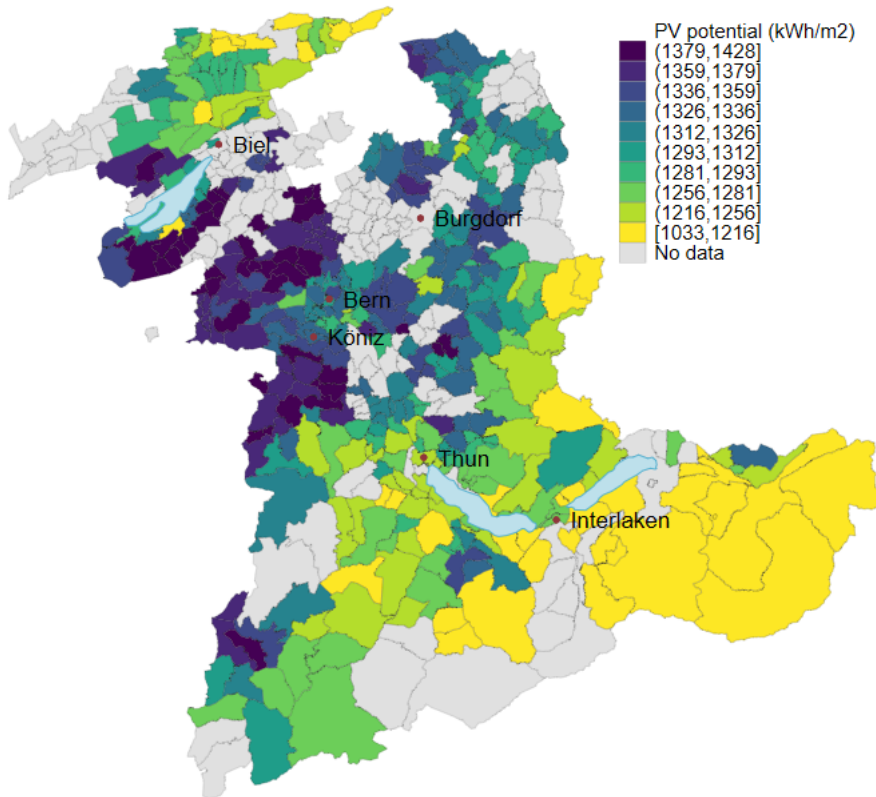 PV potential (kWh/m2)
(1379,1428]
(1359,1379]
(1336,1359]
(1326,1336]
(1312,1326]
(1293,1312]
(1281,1293]
(1256,1281]
(1216,1256]
[1033,1216]
No data
Biel
Burgdorf
Bern
Köniz
Thun
Interlaken